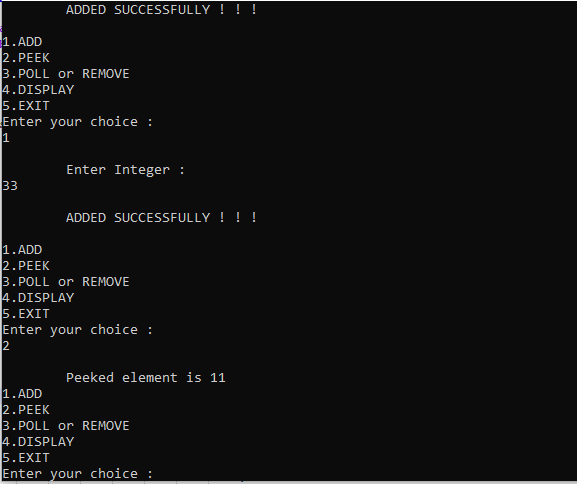 ADDED SUCCESSFULLY ! ! !
1.ADD
2.PEEK
3.POLL or REMOVE
4.DISPLAY
5.EXIT
Enter your choice :
1
Enter Integer :
33
ADDED SUCCESSFULLY ! ! !
1.ADD
2.PEEK
3.POLL or REMOVE
4.DISPLAY
5.EXIT
Enter your choice :
2
Peeked element is 11
1.ADD
2.PEEK
3.POLL or REMOVE
4.DISPLAY
5.EXIT
Enter your choice :